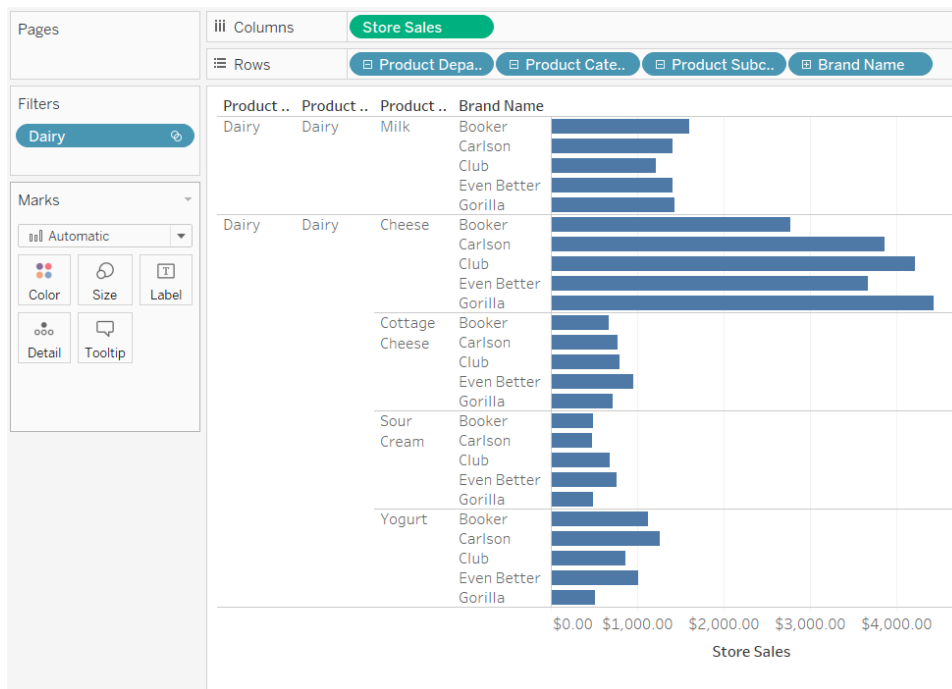 Pages
Columns
Store Sales
Rows
Product Depa.. Product Cate.. Product Subc.. Brand Name
Filters
Dairy
Marks
Automatic
Color Size Label
Detail Tooltip
Product .. Product .. Product .. Brand Name
Dairy Dairy Milk Booker
Carlson
Club
Even Better
Gorilla
Dairy Dairy Cheese Booker
Carlson
Club
Even Better
Gorilla
Cottage Booker
Cheese Carlson
Club
Even Better
Gorilla
Sour Booker
Cream Carlson
Club
Even Better
Gorilla
Yogurt Booker
Carlson
Club
Even Better
Gorilla
$0.00 $1,000.00 $2,000.00 $3,000.00 $4,000.00
Store Sales